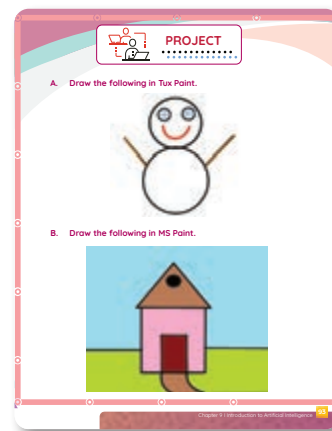 PROJECT
A. Draw the following in Tux Paint.
B. Draw the following in MS Paint.
Chapter 9 | Introduction to Artificial Intelligence